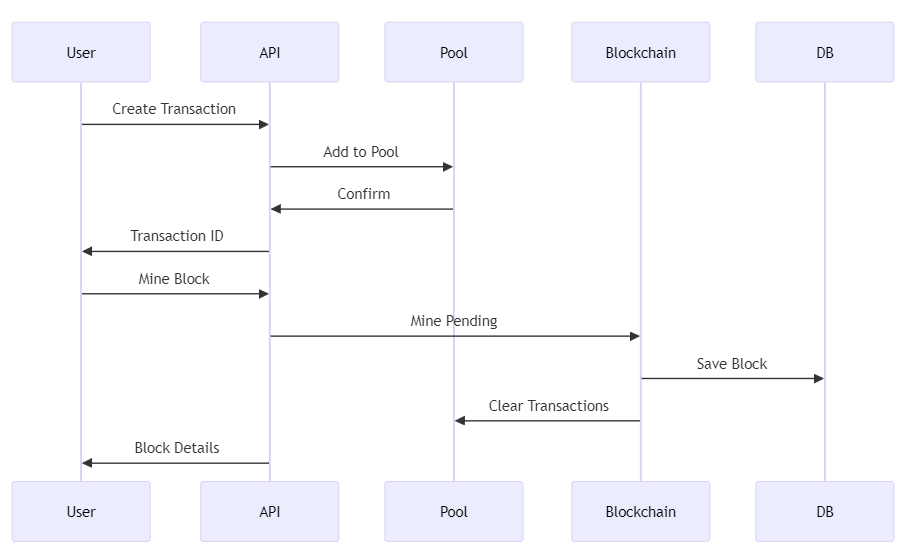 User
API
Pool
Blockchain
DB
Create Transaction
Add to Pool
Confirm
Transaction ID
Mine Block
Mine Pending
Save Block
Clear Transactions
Block Details
User
API
Pool
Blockchain
DB